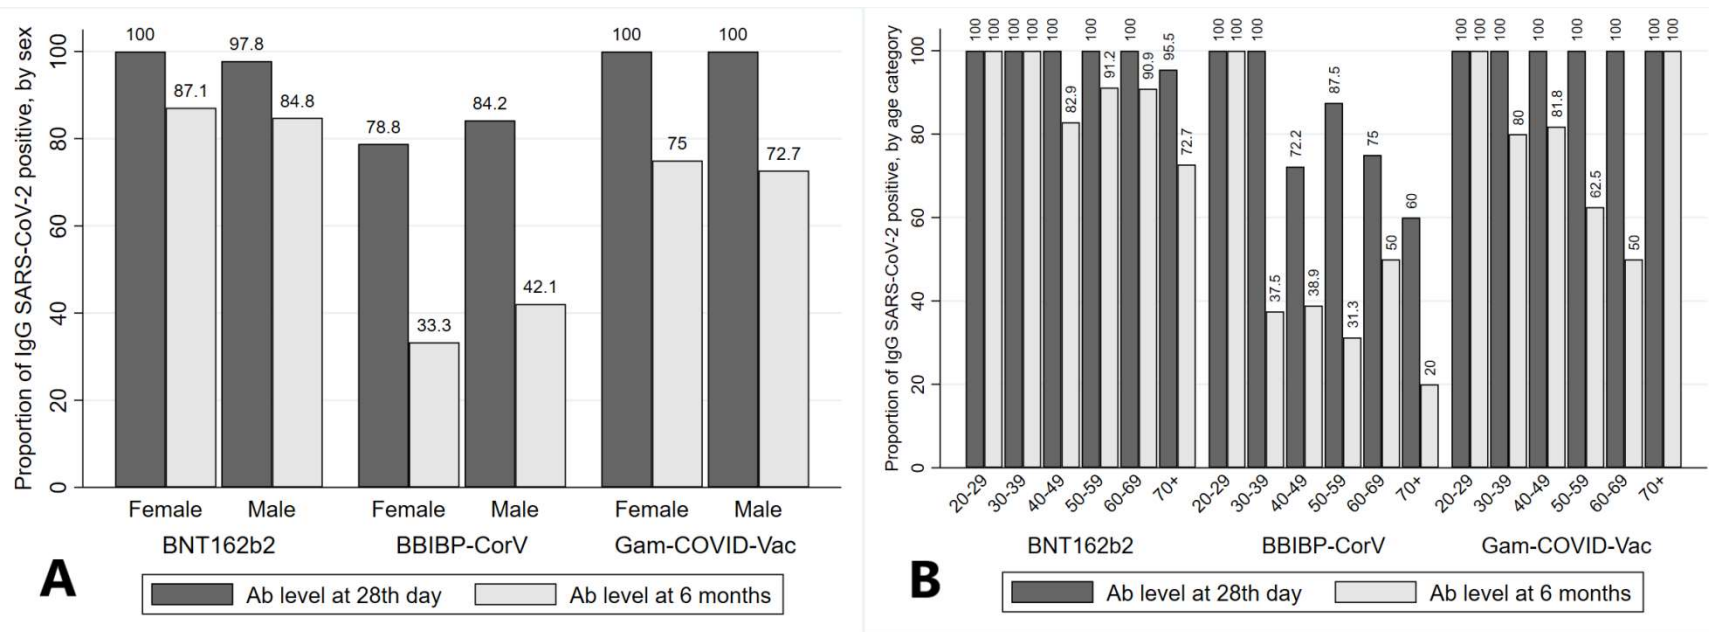 Proportion of IgG SARS-CoV-2 positive, by sex
0 20 40 60 80 100
100 87.1 97.8 84.8 78.8 33.3 84.2 42.1 100 75 100 72.7
Female Male Female Male Female Male
BNT162b2 BBIBP-CorV Gam-COVID-Vac
A
Ab level at 28th day Ab level at 6 months
Proportion of IgG SARS-CoV-2 positive, by age category
0 20 40 60 80 100
100 100 100 100 100 82.9 100 91.2 100 90.9 95.5 72.7 100 100 100 37.5 72.2 38.9 87.5 31.3 75 50 60 20 100 100 100 80 100 81.8 100 62.5 100 50 100 100
20-29 30-39 40-49 50-59 60-69 70+ 20-29 30-39 40-49 50-59 60-69 70+ 20-29 30-39 40-49 50-59 60-69 70+
BNT162b2 BBIBP-CorV Gam-COVID-Vac
B
Ab level at 28th day Ab level at 6 months